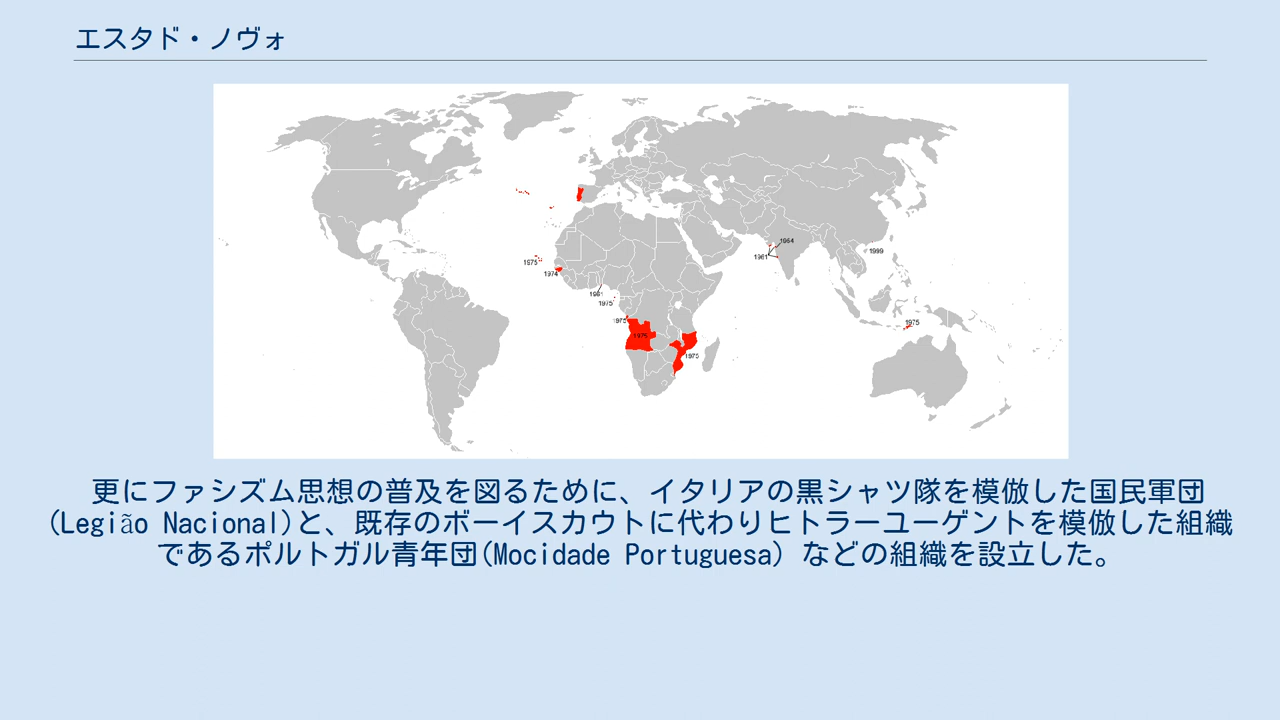 エスタド・ノヴォ
1964
1961
1999
1975
1974
1961
1975
1975
1975
1975
1975
更にファシズム思想の普及を図るために、イタリアの黒シャツ隊を模倣した国民軍団
(Legião Nacional)と、既存のボーイスカウトに代わりヒトラーユーゲントを模倣した組織
であるポルトガル青年団(Mocidade Portuguesa) などの組織を設立した。